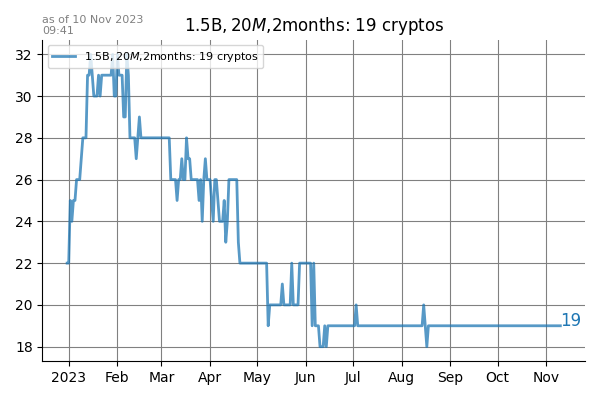 as of 10 Nov 2023
09:41
1.5B, 20M, 2months: 19 cryptos
1.5B, 20M, 2months: 19 cryptos
32
30
28
26
24
22
20
18
19
2023 Feb Mar Apr May Jun Jul Aug Sep Oct Nov